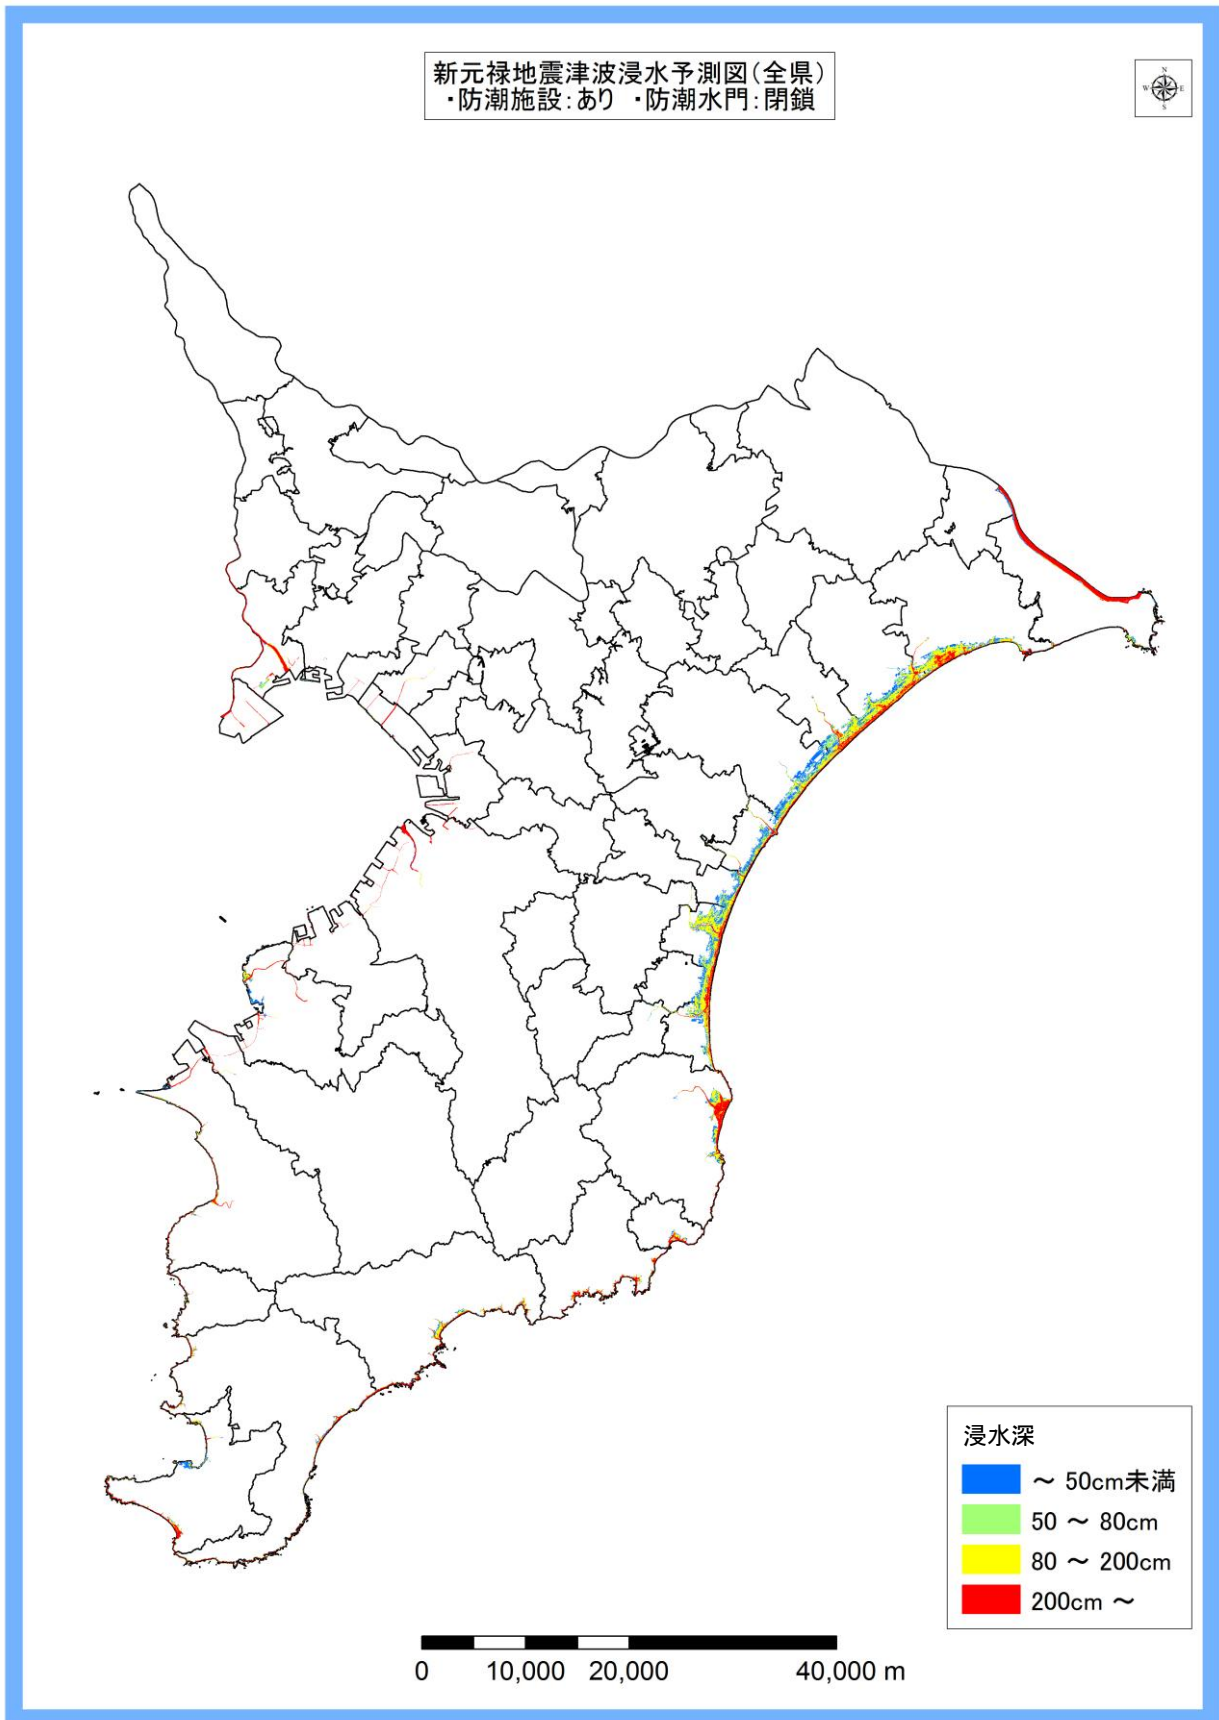 新元禄地震津波浸水予測図(全県)
・防潮施設:あり ・防潮水門:閉鎖
N
W E
S
浸水深
～ 50cm未満
50 ～ 80cm
80 ～ 200cm
200cm ～
0 10,000 20,000 40,000 m